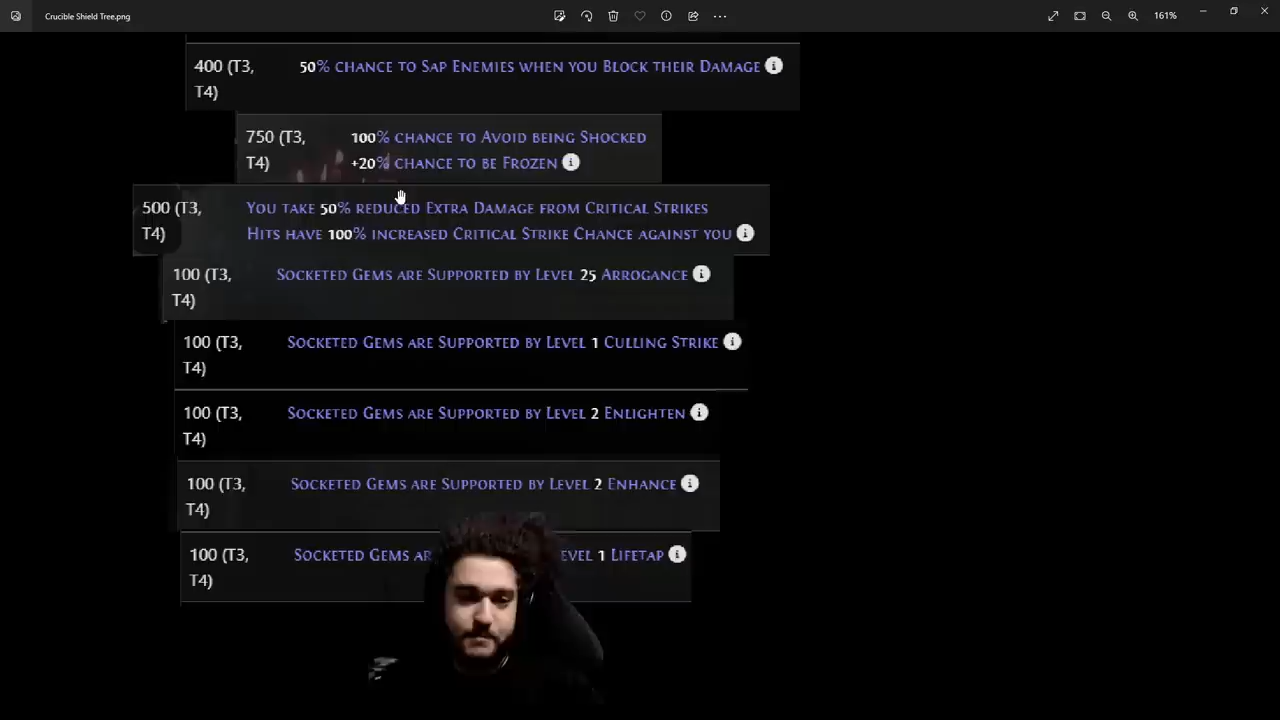 Crucible Shield Tree.png
161%
400 (T3, T4) 50% CHANCE TO SAP ENEMIES WHEN YOU BLOCK THEIR DAMAGE
750 (T3, T4) 100% CHANCE TO AVOID BEING SHOCKED
+20% CHANCE TO BE FROZEN
500 (T3, T4) YOU TAKE 50% REDUCED EXTRA DAMAGE FROM CRITICAL STRIKES
HITS HAVE 100% INCREASED CRITICAL STRIKE CHANCE AGAINST YOU
100 (T3, T4) SOCKETED GEMS ARE SUPPORTED BY LEVEL 25 ARROGANCE
100 (T3, T4) SOCKETED GEMS ARE SUPPORTED BY LEVEL 1 CULLING STRIKE
100 (T3, T4) SOCKETED GEMS ARE SUPPORTED BY LEVEL 2 ENLIGHTEN
100 (T3, T4) SOCKETED GEMS ARE SUPPORTED BY LEVEL 2 ENHANCE
100 (T3, T4) SOCKETED GEMS 1 LIFETAP